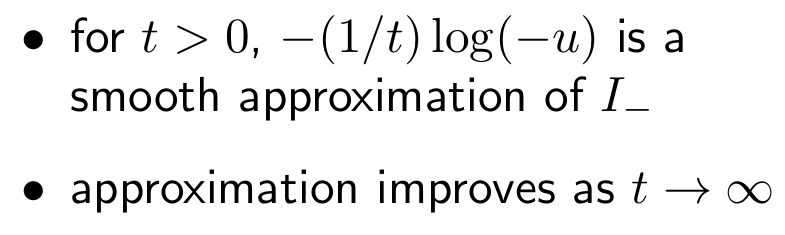 • for t > 0, −(1/t) log(−u) is a
smooth approximation of I₋
• approximation improves as t → ∞